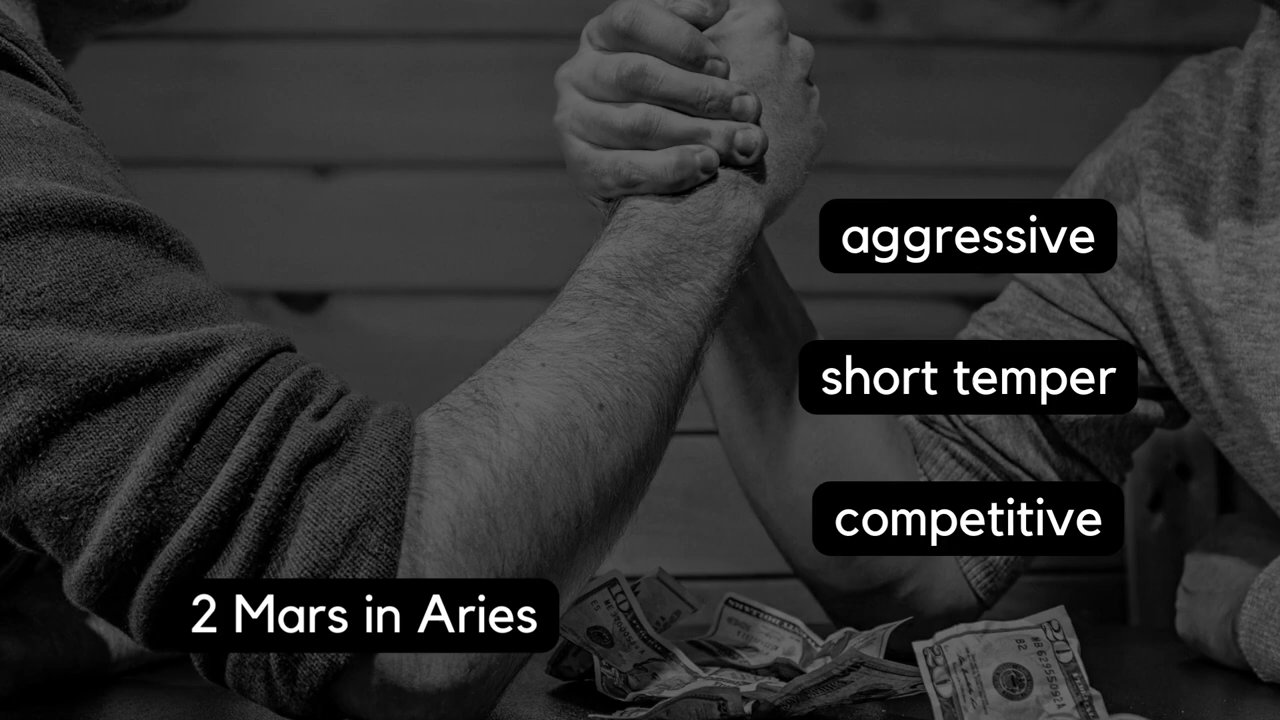 aggressive
short temper
competitive
2 Mars in Aries